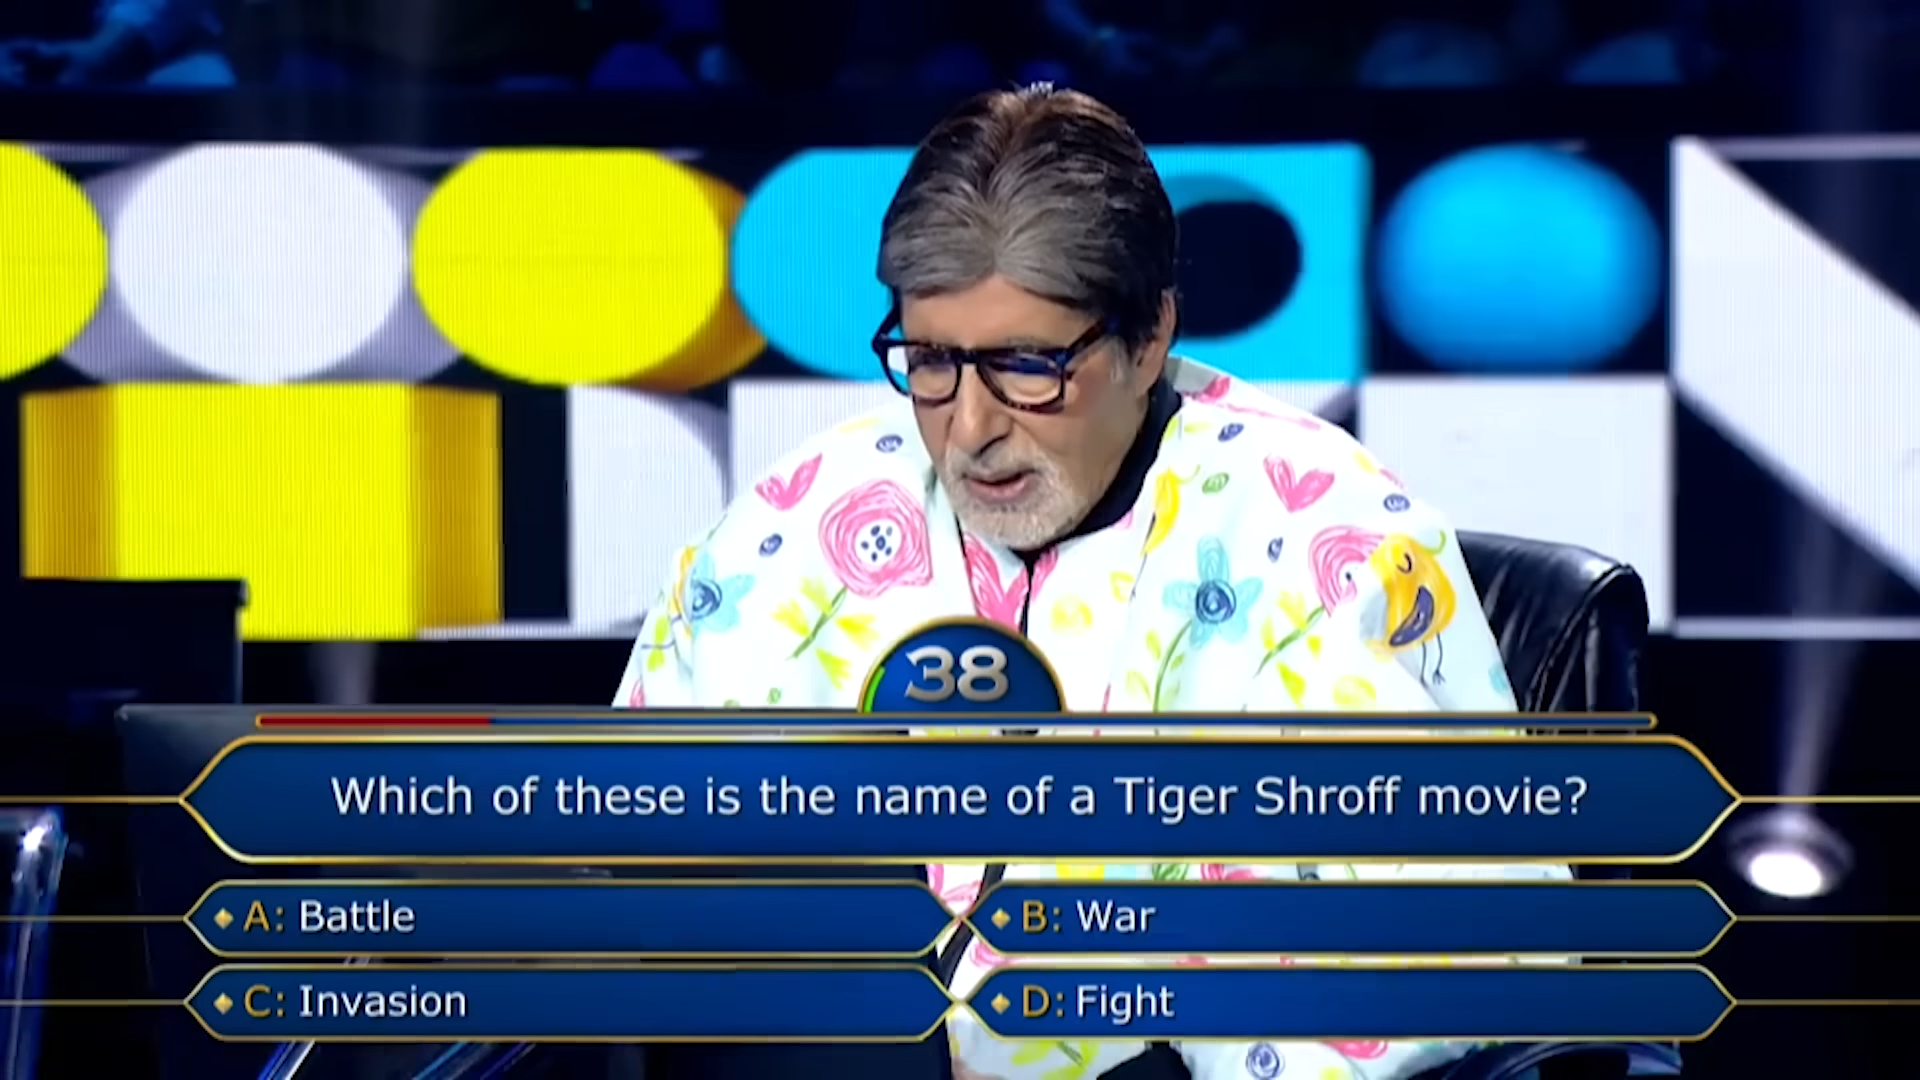 38
Which of these is the name of a Tiger Shroff movie?
A: Battle
B: War
C: Invasion
D: Fight